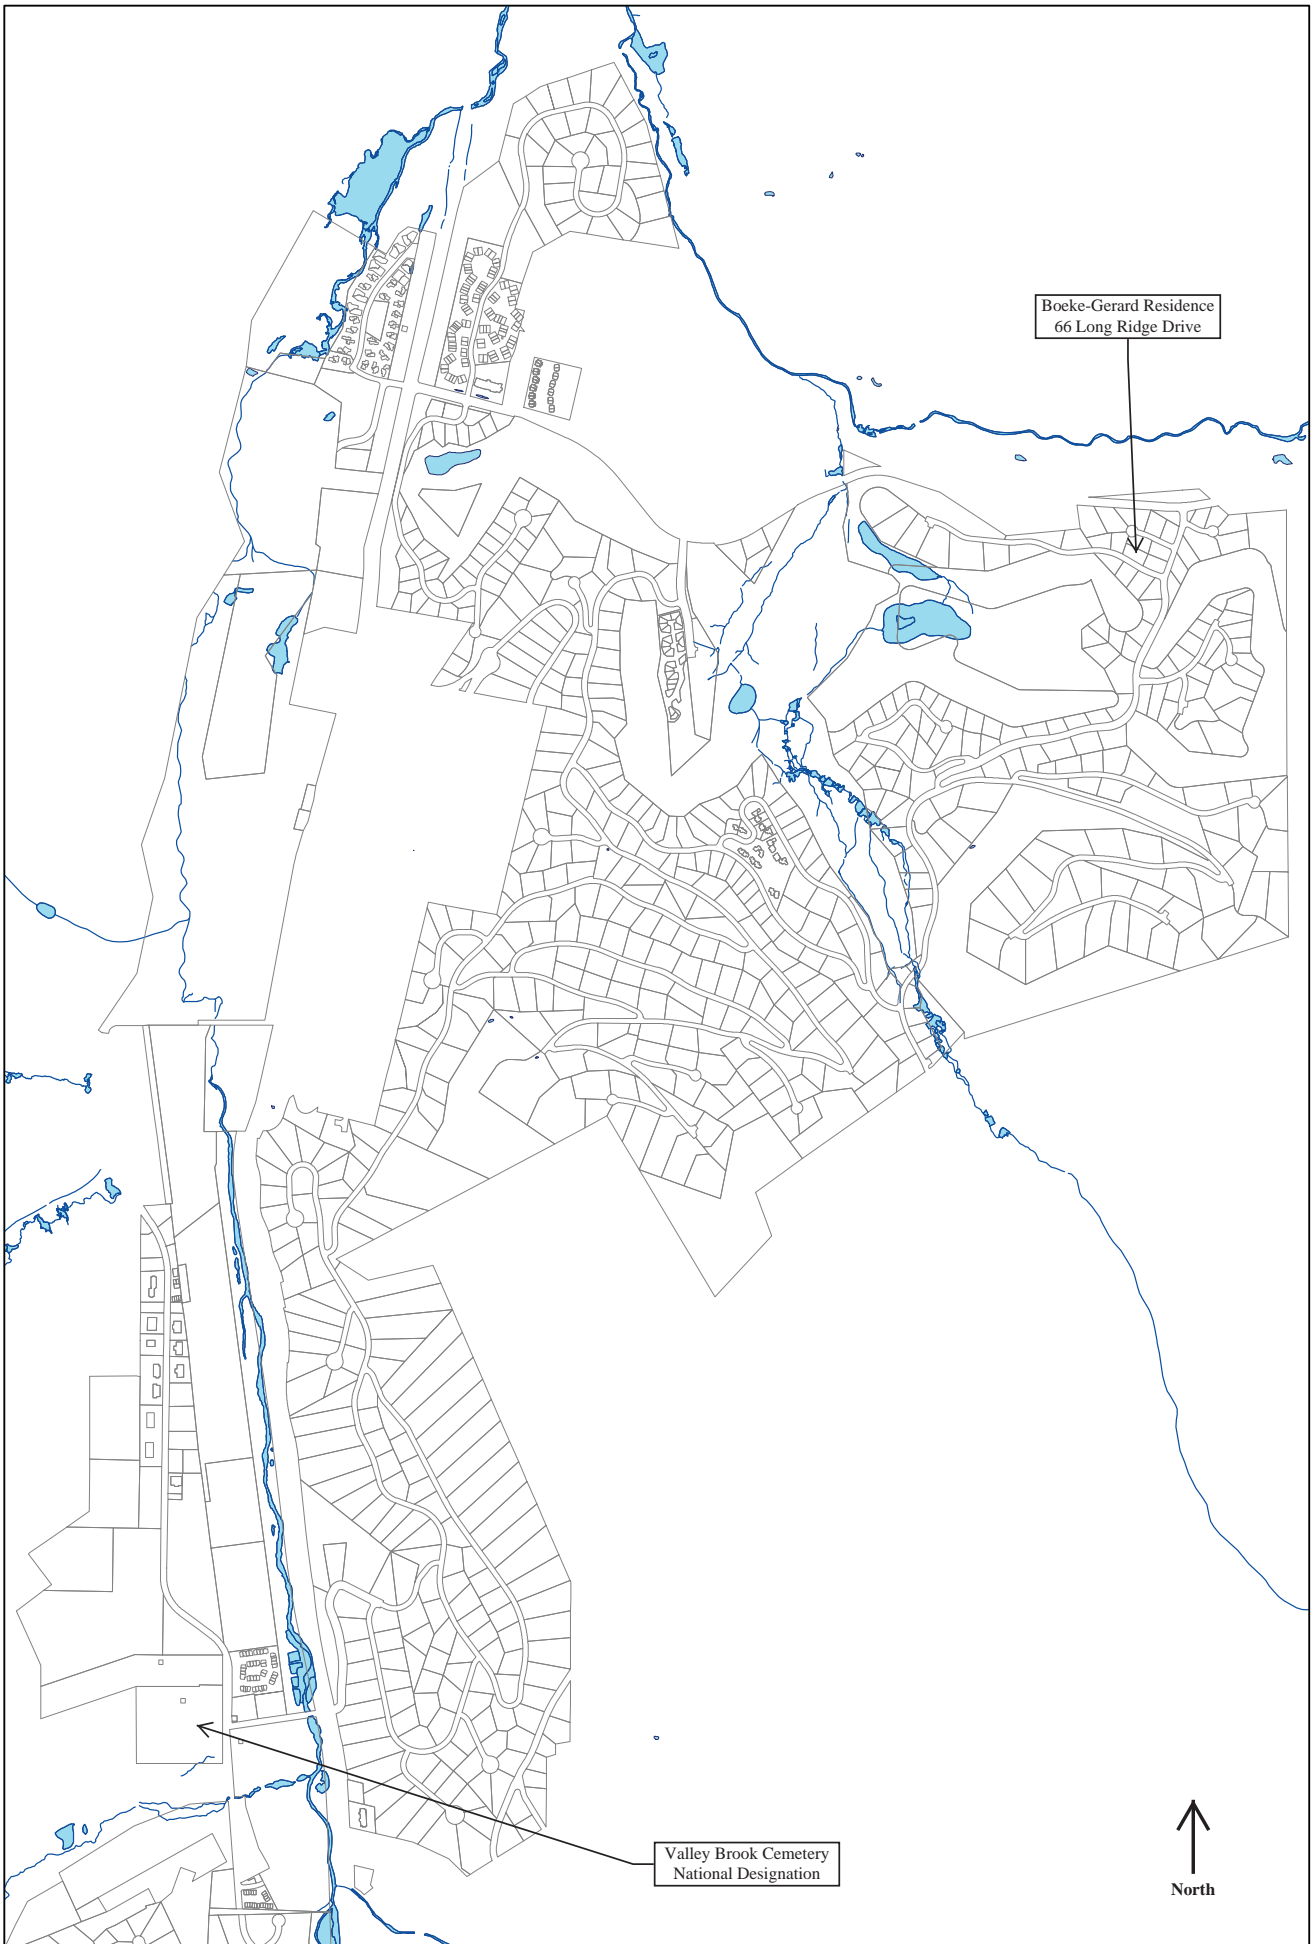 Boeke-Gerard Residence
66 Long Ridge Drive
Valley Brook Cemetery
National Designation
North